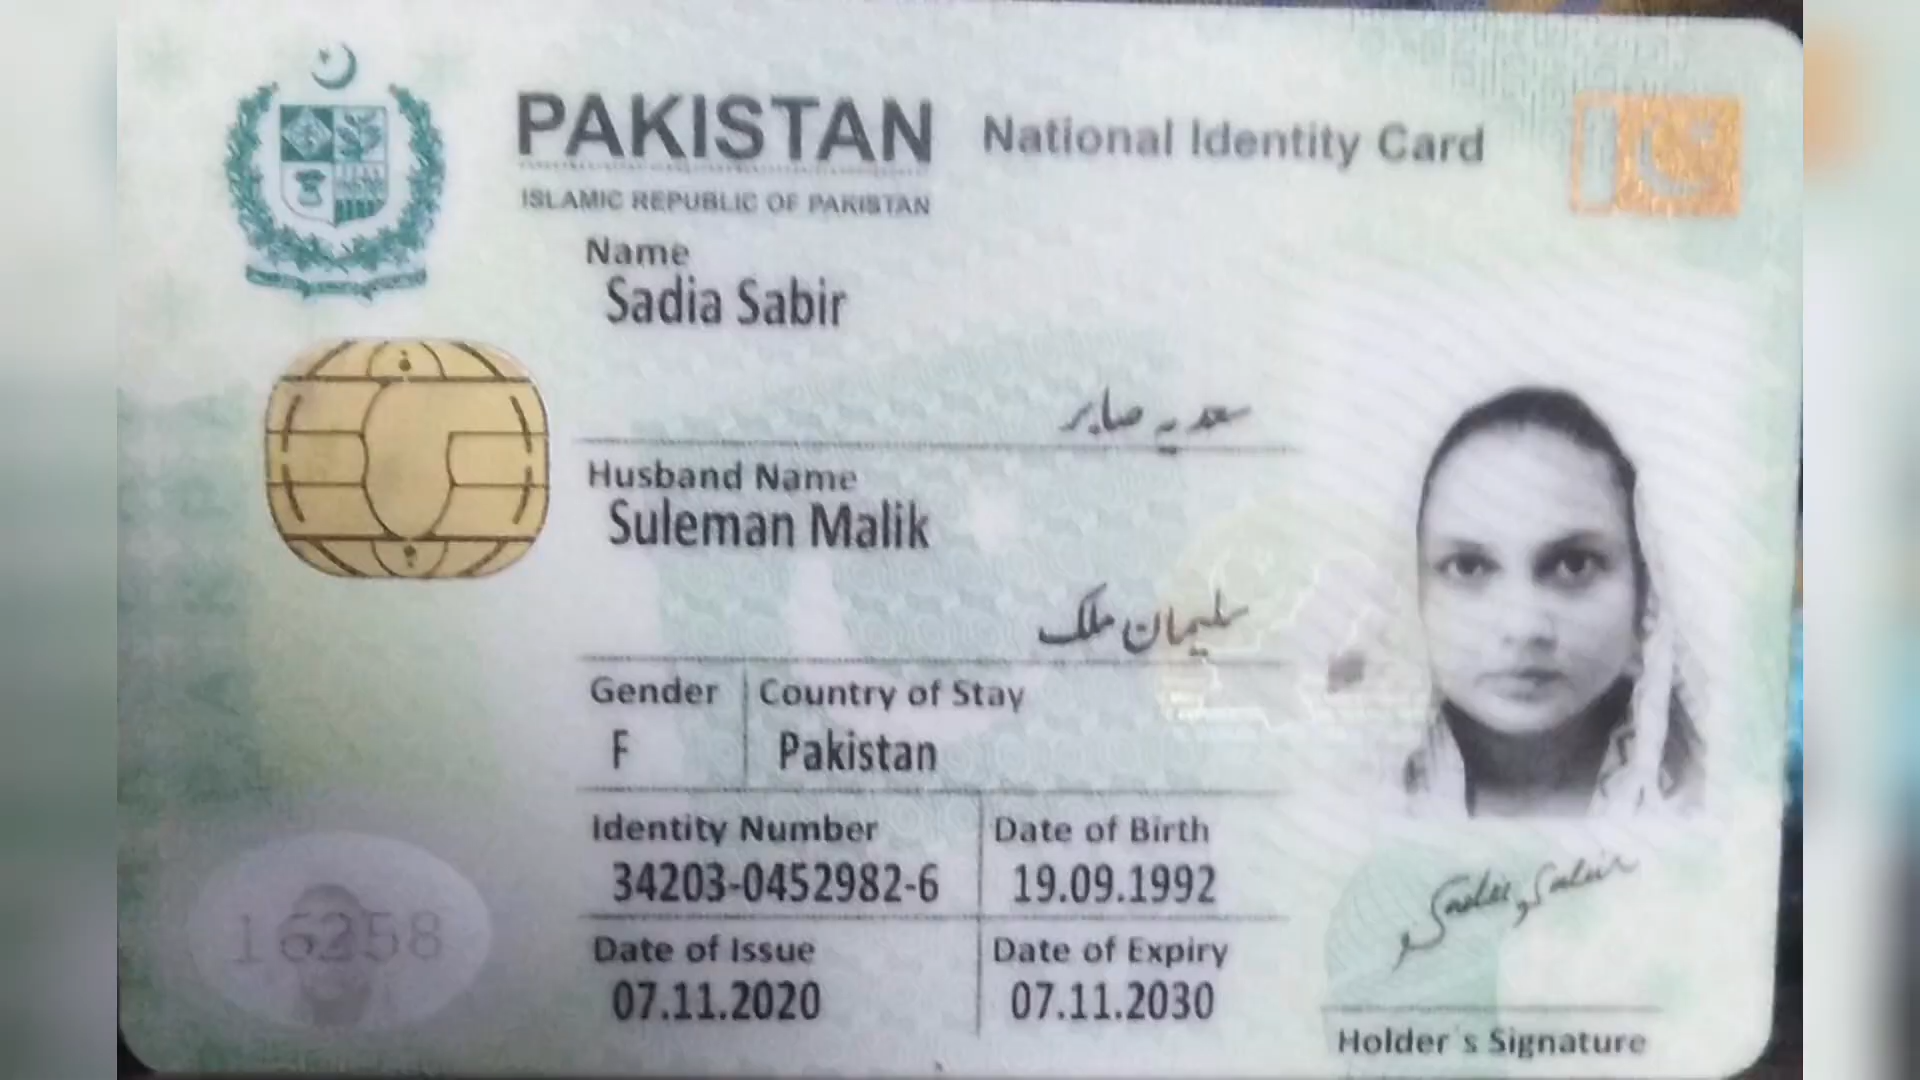 PAKISTAN National Identity Card
ISLAMIC REPUBLIC OF PAKISTAN
Name
Sadia Sabir
سعدیہ صابر
Husband Name
Suleman Malik
سلیمان ملک
Gender Country of Stay
F Pakistan
Identity Number Date of Birth
34203-0452982-6 19.09.1992
Date of Issue Date of Expiry
07.11.2020 07.11.2030
16258
Sadia Sabir
Holder's Signature